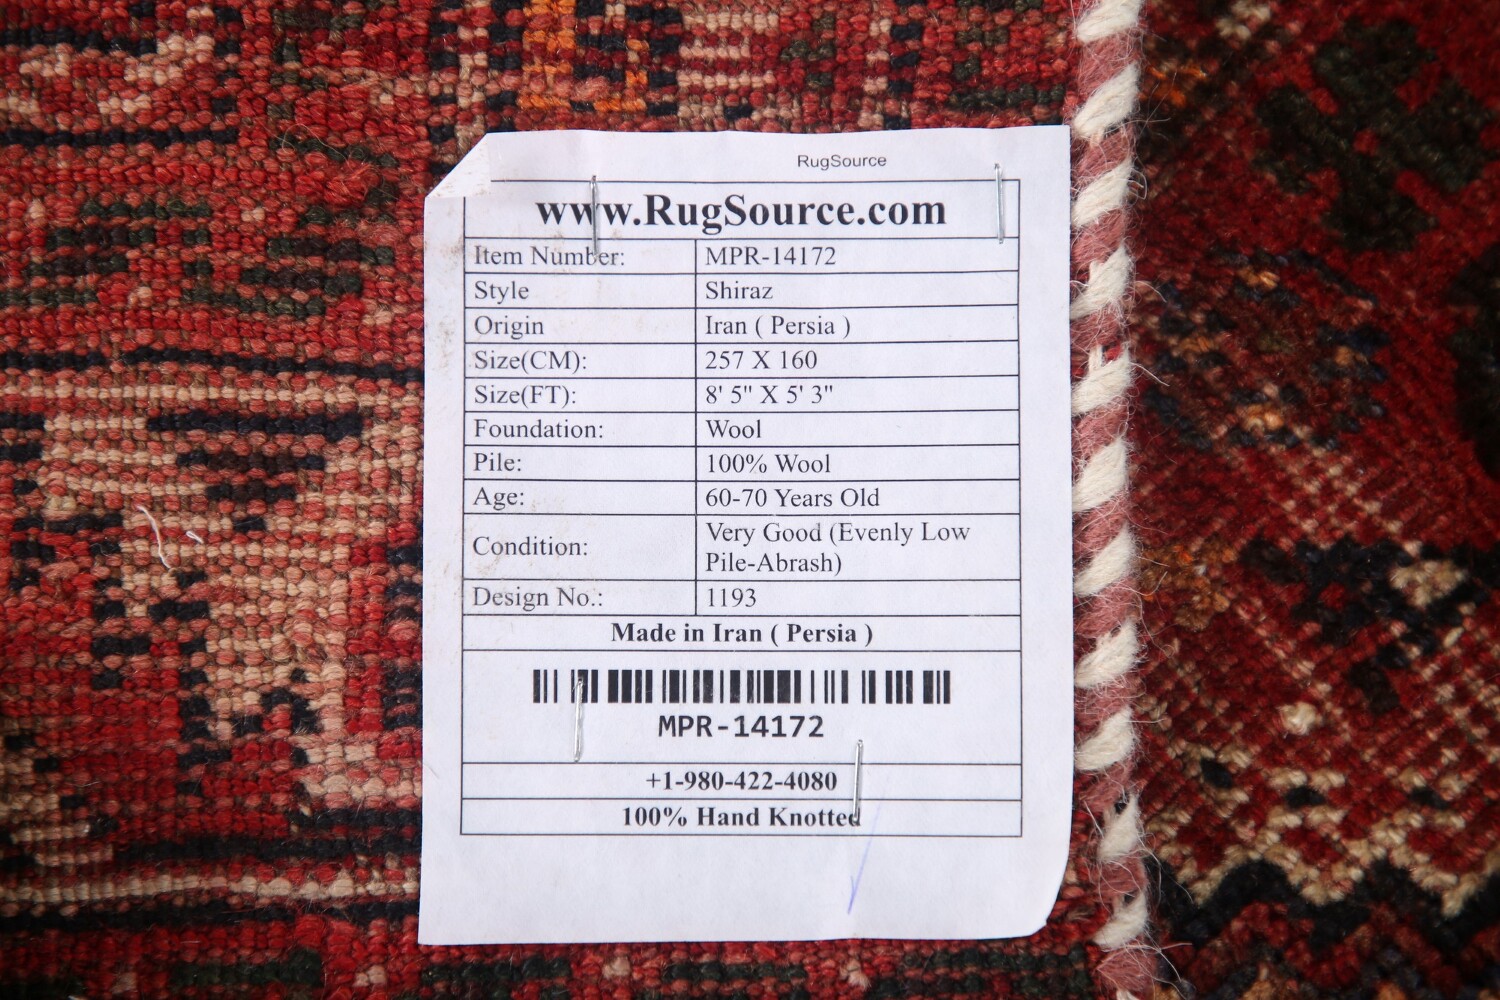 RugSource
www.RugSource.com
Item Number: MPR-14172
Style Shiraz
Origin Iran ( Persia )
Size(CM): 257 X 160
Size(FT): 8' 5" X 5' 3"
Foundation: Wool
Pile: 100% Wool
Age: 60-70 Years Old
Condition: Very Good (Evenly Low
Pile-Abrash)
Design No.: 1193
Made in Iran ( Persia )
MPR-14172
+1-980-422-4080
100% Hand Knotted